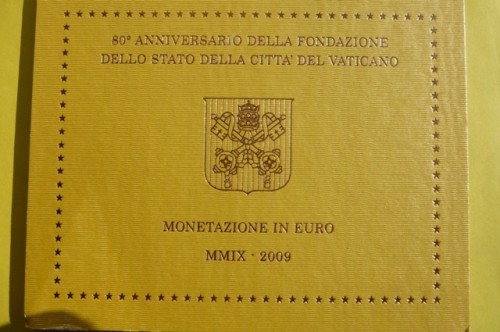 80° ANNIVERSARIO DELLA FONDAZIONE
DELLO STATO DELLA CITTA' DEL VATICANO
MONETAZIONE IN EURO
MMIX · 2009